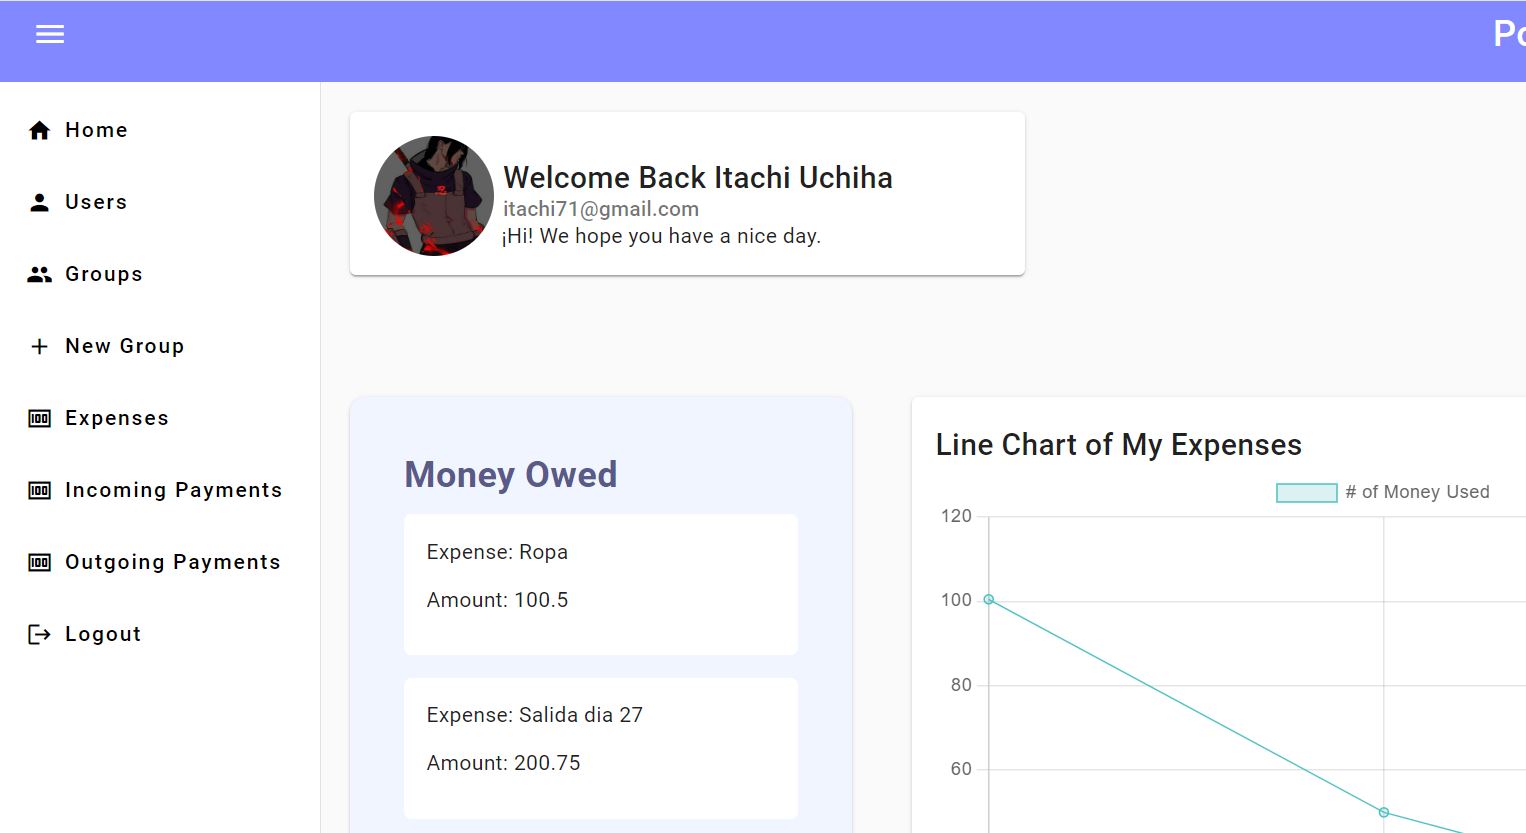 Home
Users
Groups
New Group
Expenses
Incoming Payments
Outgoing Payments
Logout
Welcome Back Itachi Uchiha
itachi71@gmail.com
¡Hi! We hope you have a nice day.
Money Owed
Expense: Ropa
Amount: 100.5
Expense: Salida dia 27
Amount: 200.75
Line Chart of My Expenses
# of Money Used
120
100
80
60